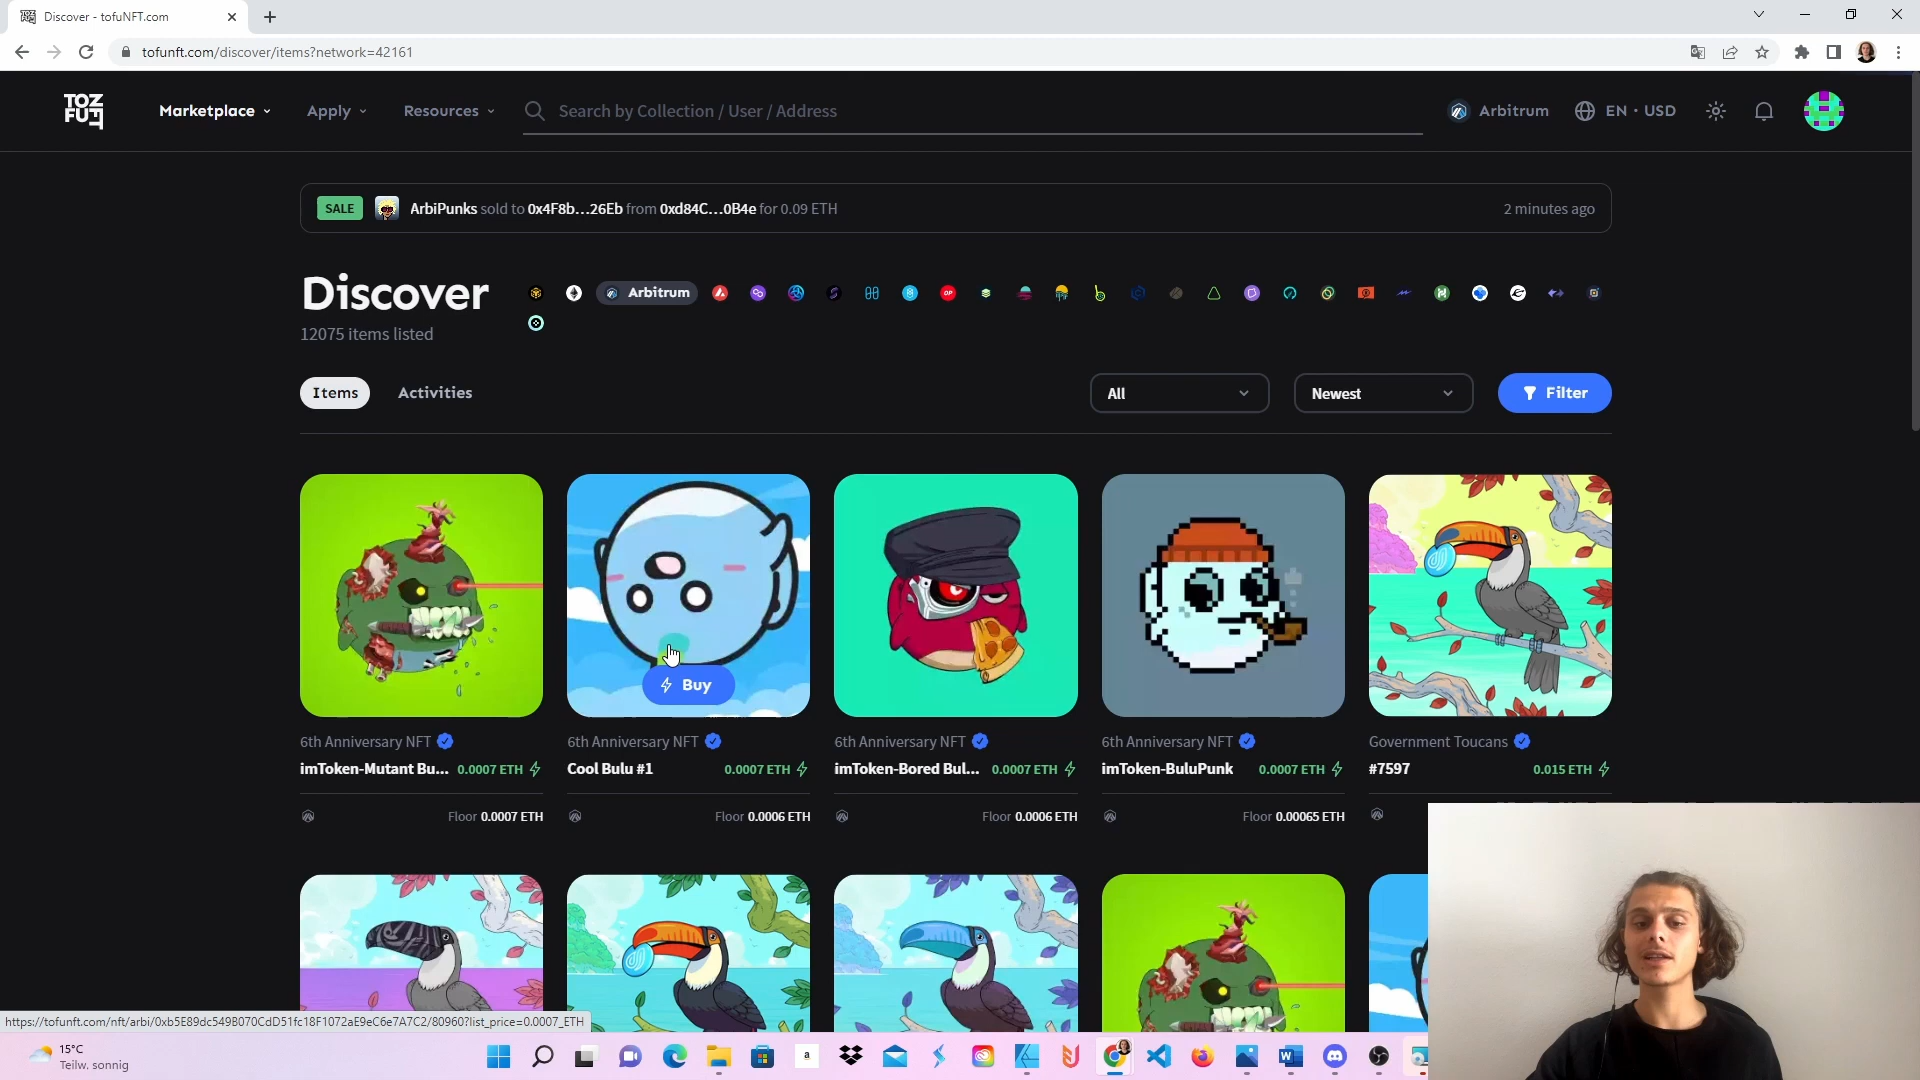 Discover - tofuNFT.com
tofunft.com/discover/items?network=42161
TOZ
FUT
Marketplace
Apply
Resources
Search by Collection / User / Address
Arbitrum
EN • USD
SALE
ArbiPunks sold to 0x4F8b...26Eb from 0xd84C...0B4e for 0.09 ETH
2 minutes ago
Discover
Arbitrum
12075 items listed
Items
Activities
All
Newest
Filter
Buy
6th Anniversary NFT
6th Anniversary NFT
6th Anniversary NFT
6th Anniversary NFT
Government Toucans
imToken-Mutant Bu... 0.0007 ETH
Cool Bulu #1 0.0007 ETH
imToken-Bored Bul... 0.0007 ETH
imToken-BuluPunk 0.0007 ETH
#7597 0.015 ETH
Floor 0.0007 ETH
Floor 0.0006 ETH
Floor 0.0006 ETH
Floor 0.00065 ETH
https://tofunft.com/nft/arbi/0xb5E89dc549B070CdD51fc18F1072aE9eC6e7A7C2/80960?list_price=0.0007_ETH
15°C
Teilw. sonnig